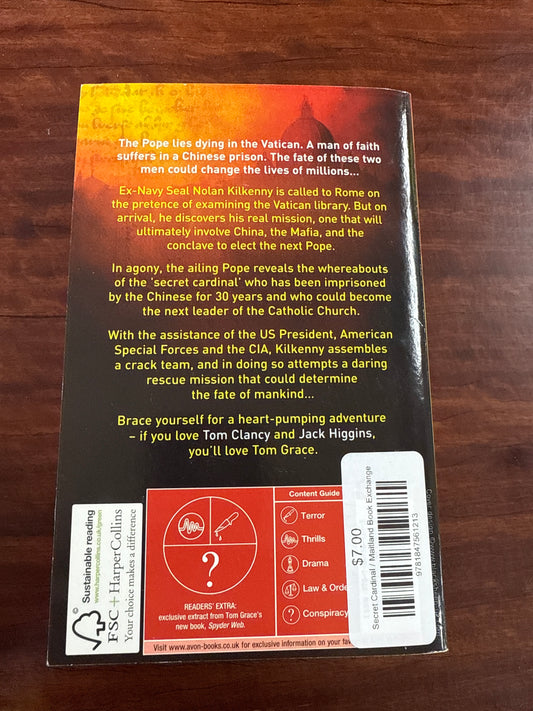 The Pope lies dying in the Vatican. A man of faith
suffers in a Chinese prison. The fate of these two
men could change the lives of millions...
Ex-Navy Seal Nolan Kilkenny is called to Rome on
the pretence of examining the Vatican library. But on
arrival, he discovers his real mission, one that will
ultimately involve China, the Mafia, and the
conclave to elect the next Pope.
In agony, the ailing Pope reveals the whereabouts
of the 'secret cardinal' who has been imprisoned
by the Chinese for 30 years and who could become
the next leader of the Catholic Church.
With the assistance of the US President, American
Special Forces and the CIA, Kilkenny assembles
a crack team, and in doing so attempts a daring
rescue mission that could determine
the fate of mankind...
Brace yourself for a heart-pumping adventure
– if you love Tom Clancy and Jack Higgins,
you'll love Tom Grace.
Sustainable reading
www.harpercollins.co.uk/green
FSC + HarperCollins
Your choice makes a difference
©
?
READERS' EXTRA:
exclusive extract from Tom Grace's
new book, Spyder Web.
Content Guide
Terror
Thrills
Drama
Law & Orde
? Conspiracy
Visit www.avon-books.co.uk for exclusive information on your fav
$7.00
Secret Cardinal / Maitland Book Exchange
9781847561213